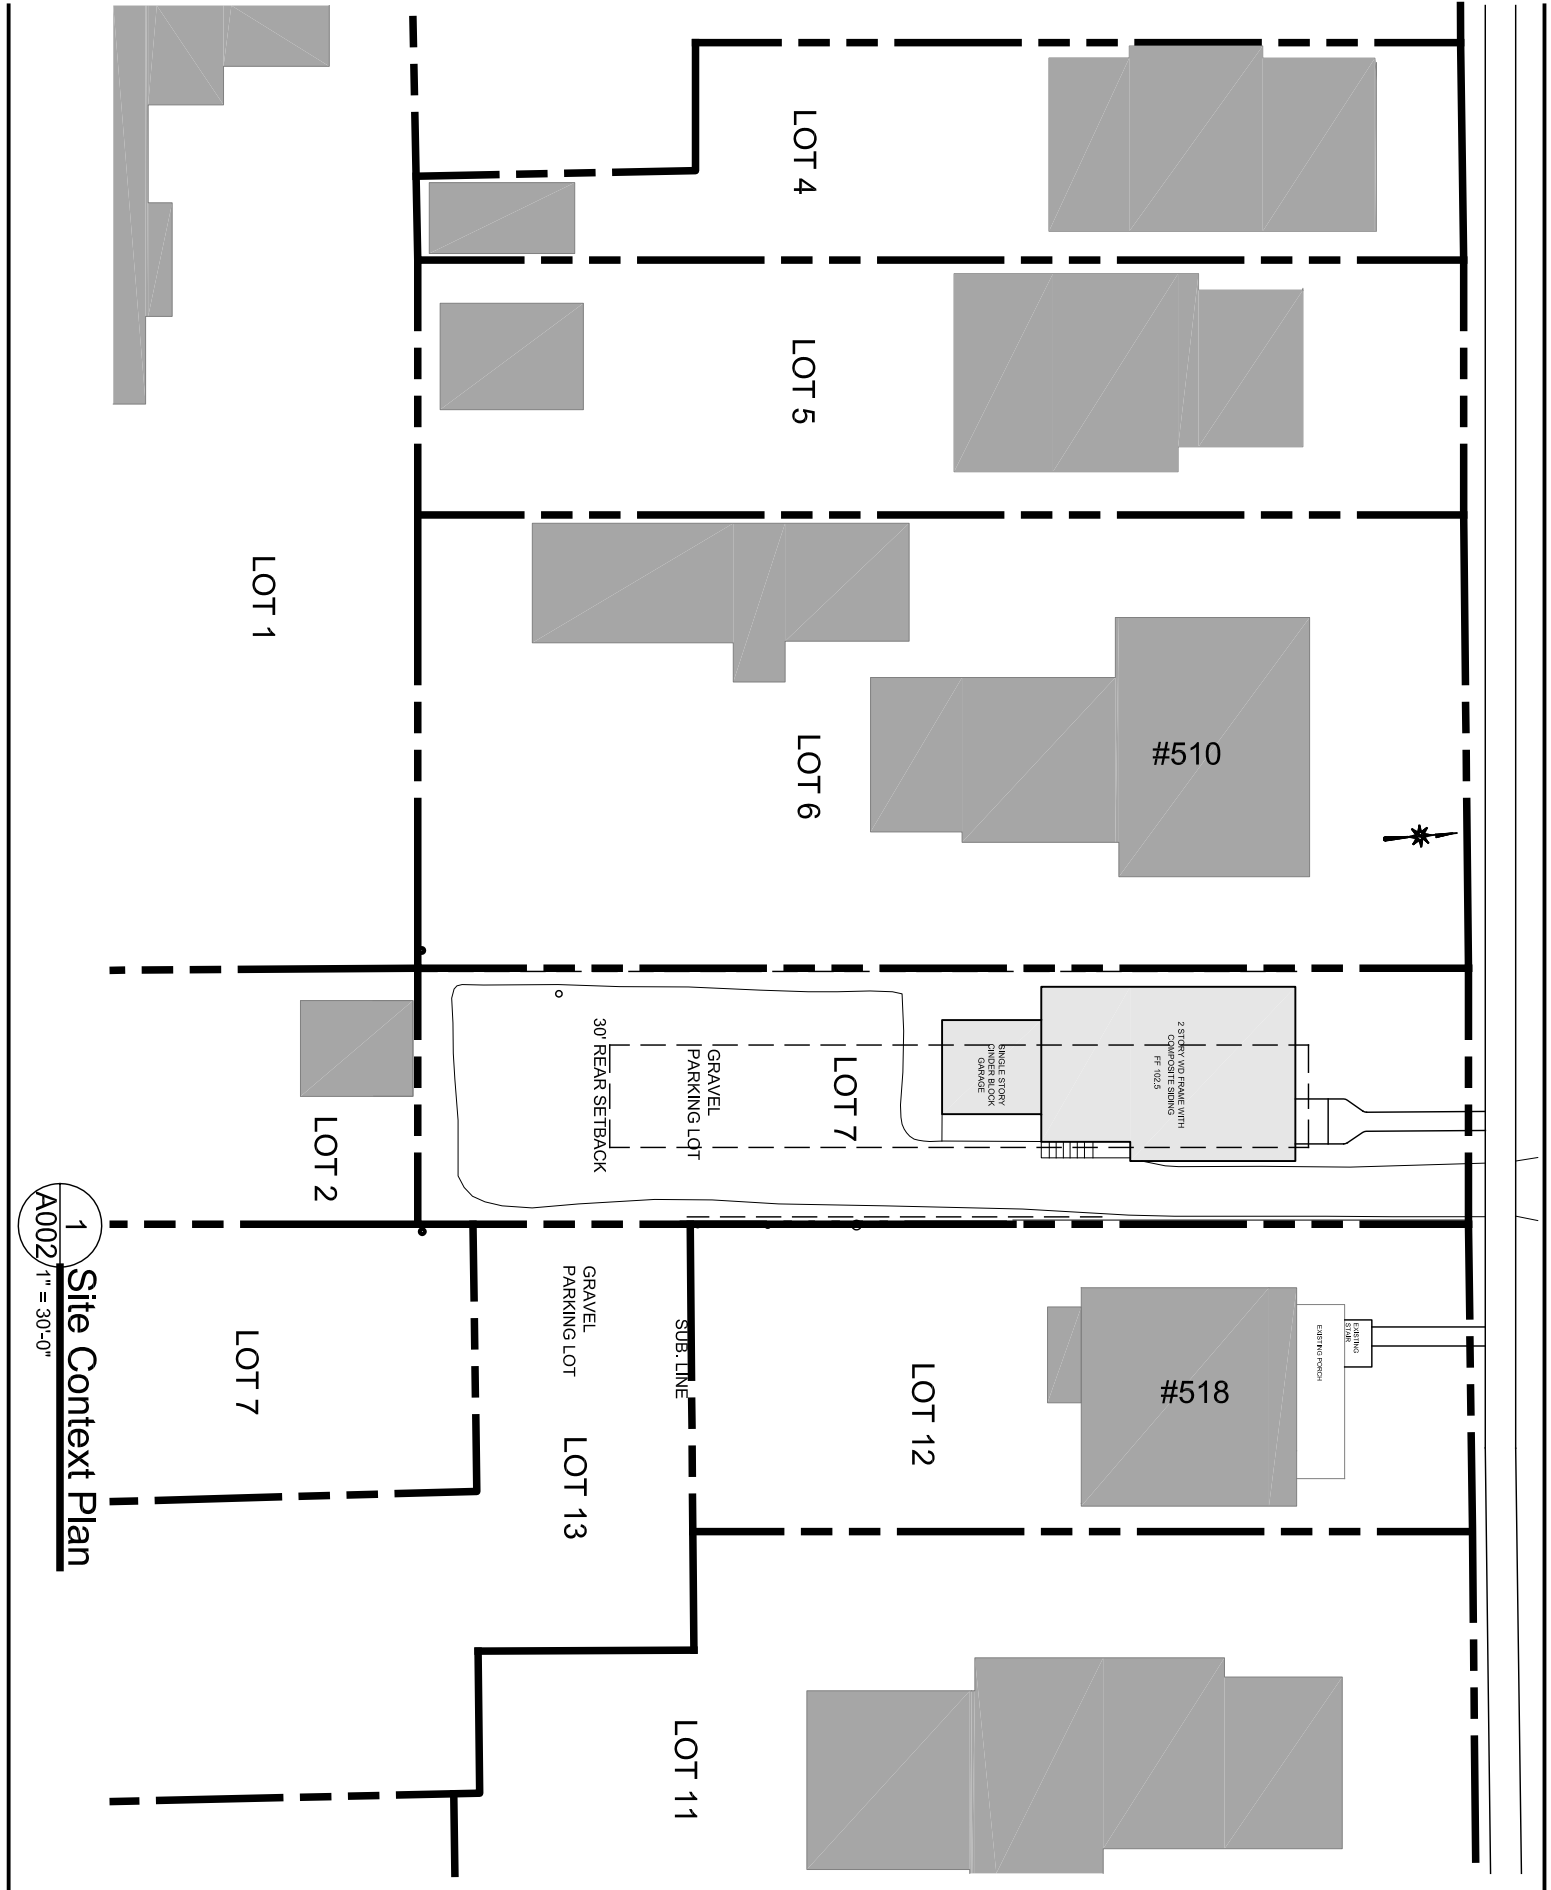 LOT 4
LOT 5
LOT 1
LOT 6
#510
2 STORY WD FRAME WITH
COMPOSITE SIDING
FF 102.5
SINGLE STORY
CINDER BLOCK
GARAGE
LOT 7
GRAVEL
PARKING LOT
30' REAR SETBACK
LOT 2
EXISTING
STAIR
EXISTING PORCH
#518
LOT 12
SUB. LINE
GRAVEL
PARKING LOT
LOT 13
LOT 7
LOT 11
1
A002
Site Context Plan
1" = 30'-0"